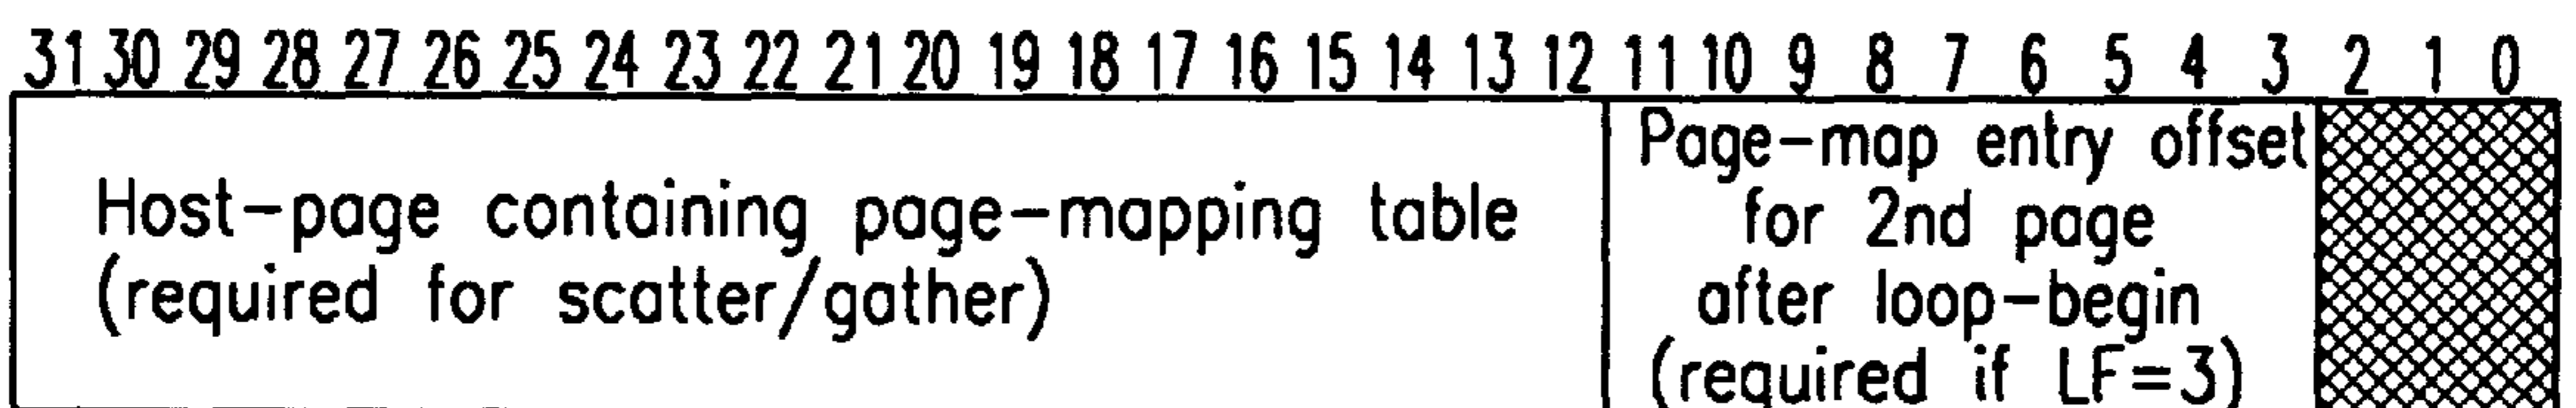 31 30 29 28 27 26 25 24 23 22 21 20 19 18 17 16 15 14 13 12 11 10 9 8 7 6 5 4 3 2 1 0
Host-page containing page-mapping table
(required for scatter/gather)
Page-map entry offset
for 2nd page
after loop-begin
(required if LF=3)